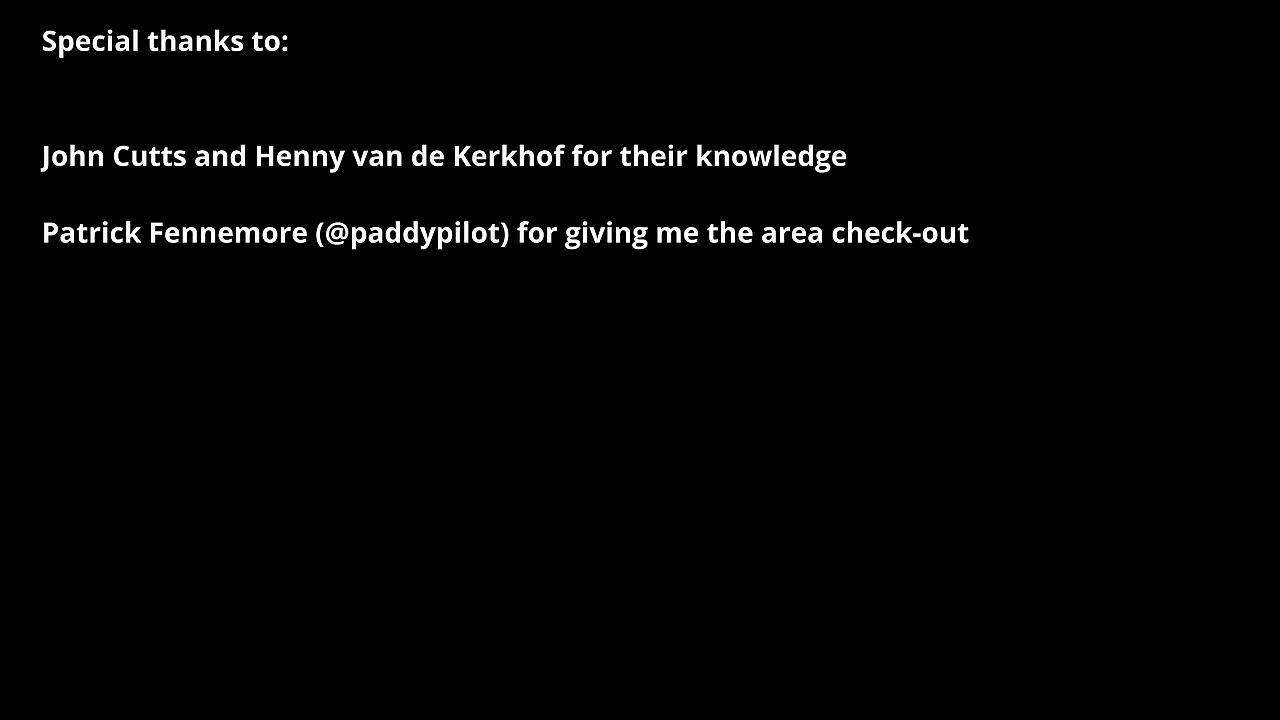 Special thanks to:
John Cutts and Henny van de Kerkhof for their knowledge
Patrick Fennemore (@paddypilot) for giving me the area check-out